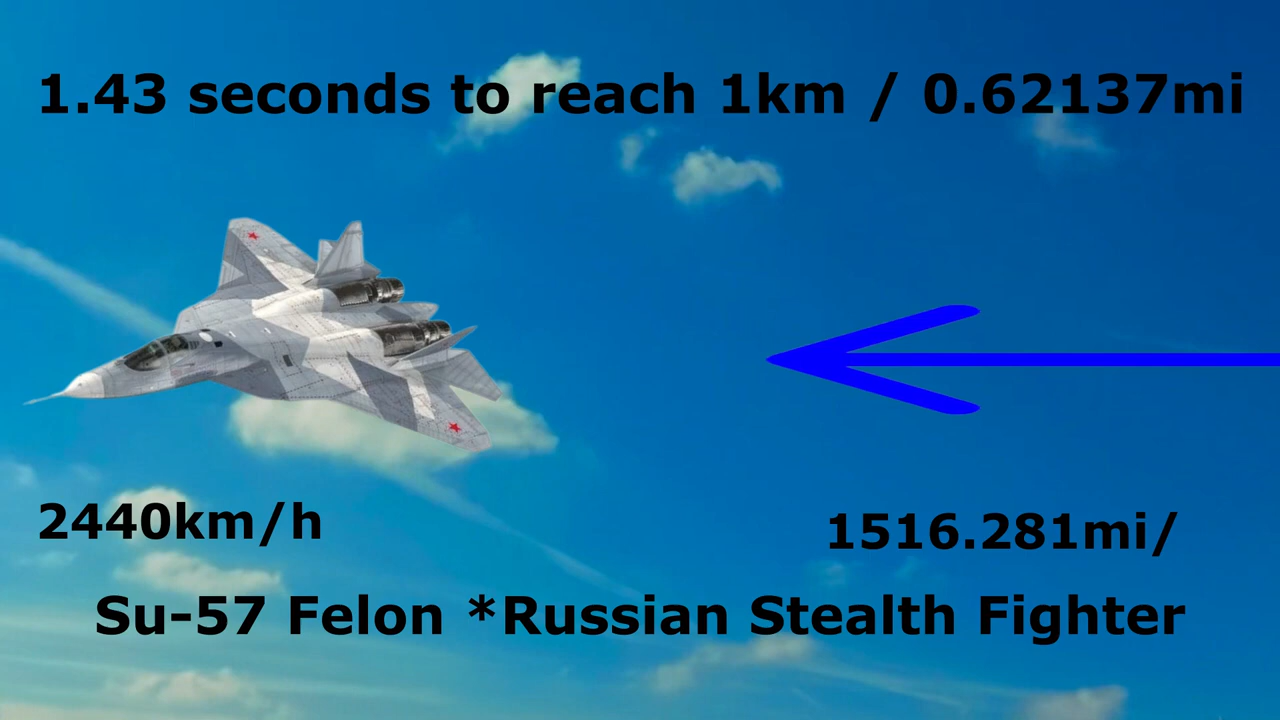 1.43 seconds to reach 1km / 0.62137mi
2440km/h
1516.281mi/
Su-57 Felon *Russian Stealth Fighter